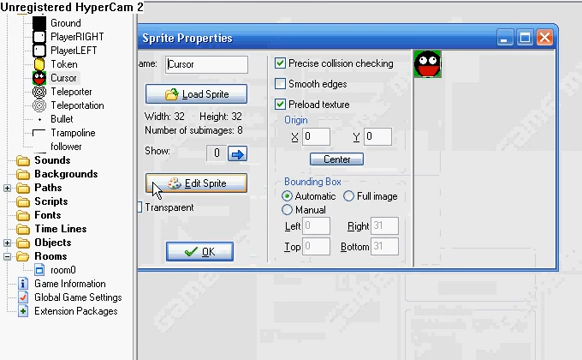 Unregistered HyperCam 2
Ground
PlayerRIGHT
PlayerLEFT
Token
Cursor
Teleporter
Teleportation
Bullet
Trampoline
follower
Sounds
Backgrounds
Paths
Scripts
Fonts
Time Lines
Objects
Rooms
room0
Game Information
Global Game Settings
Extension Packages
Sprite Properties
ame: Cursor
Load Sprite
Width: 32 Height: 32
Number of subimages: 8
Show: 0
Edit Sprite
Transparent
OK
Precise collision checking
Smooth edges
Preload texture
Origin
X 0 Y 0
Center
Bounding Box
Automatic Full image
Manual
Left 0 Right 31
Top 0 Bottom 31